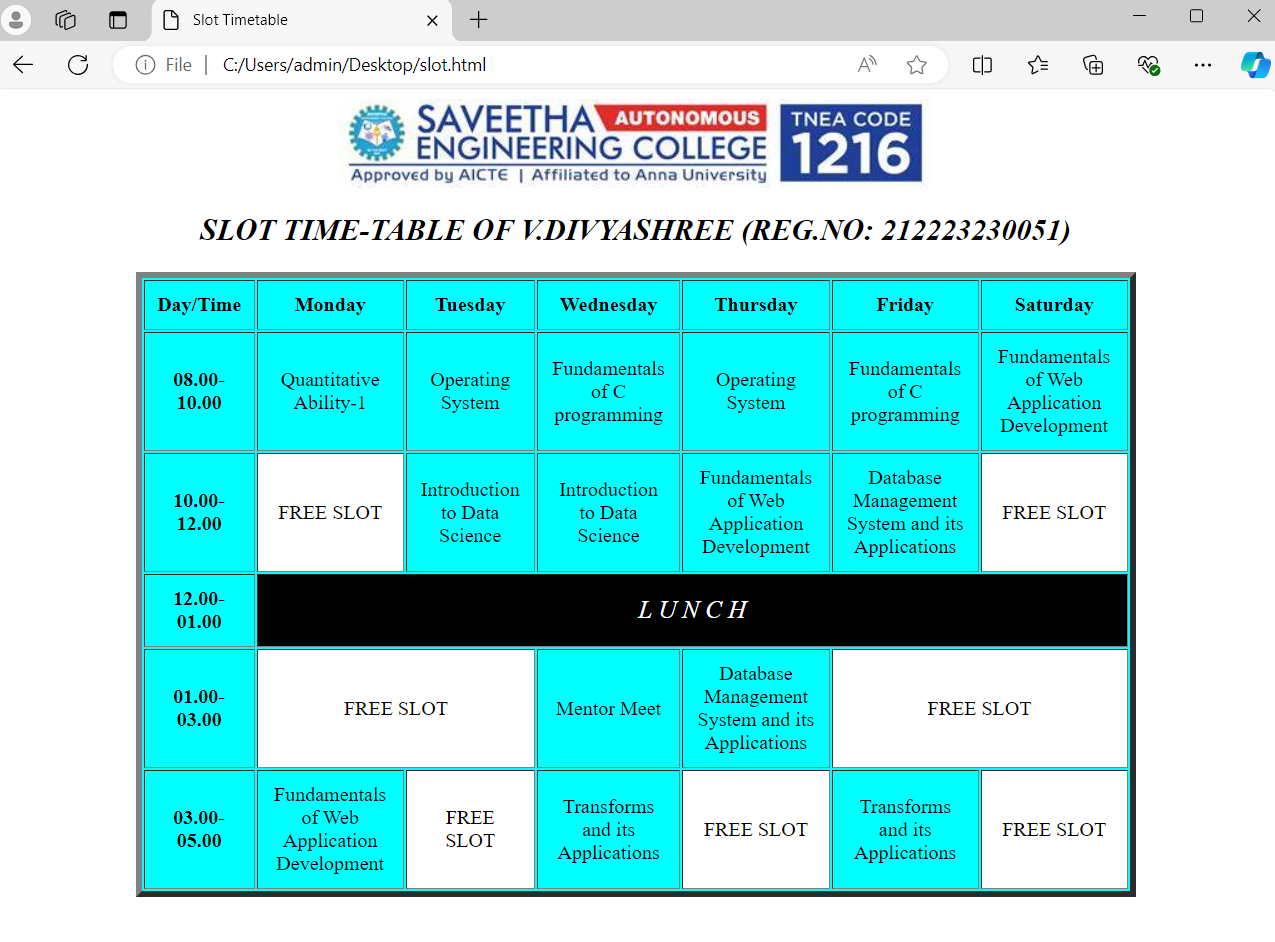 Slot Timetable
File | C:/Users/admin/Desktop/slot.html
SAVEETHA AUTONOMOUS
ENGINEERING COLLEGE
Approved by AICTE | Affiliated to Anna University
TNEA CODE
1216
SLOT TIME-TABLE OF V.DIVYASHREE (REG.NO: 212223230051)
Day/Time Monday Tuesday Wednesday Thursday Friday Saturday
08.00-
10.00
Quantitative
Ability-1
Operating
System
Fundamentals
of C
programming
Operating
System
Fundamentals
of C
programming
Fundamentals
of Web
Application
Development
10.00-
12.00
FREE SLOT
Introduction
to Data
Science
Introduction
to Data
Science
Fundamentals
of Web
Application
Development
Database
Management
System and its
Applications
FREE SLOT
12.00-
01.00
L U N C H
01.00-
03.00
FREE SLOT
Mentor Meet
Database
Management
System and its
Applications
FREE SLOT
03.00-
05.00
Fundamentals
of Web
Application
Development
FREE
SLOT
Transforms
and its
Applications
FREE SLOT
Transforms
and its
Applications
FREE SLOT